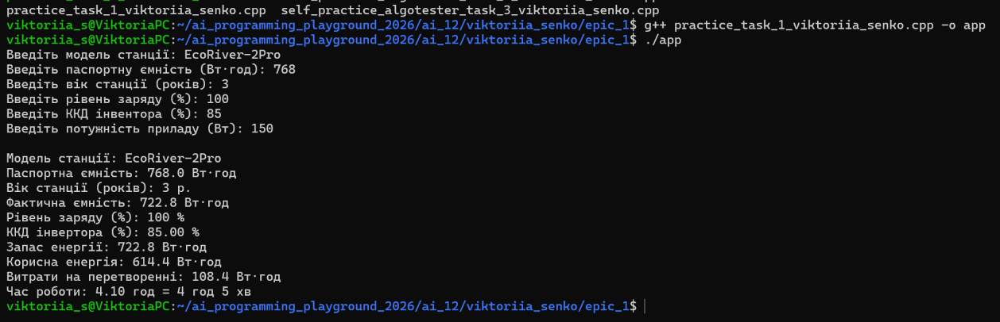 practice_task_1_viktoriia_senko.cpp  self_practice_algotester_task_3_viktoriia_senko.cpp
viktoriia_s@ViktoriaPC:~/ai_programming_playground_2026/ai_12/viktoriia_senko/epic_1$ g++ practice_task_1_viktoriia_senko.cpp -o app
viktoriia_s@ViktoriaPC:~/ai_programming_playground_2026/ai_12/viktoriia_senko/epic_1$ ./app
Введіть модель станції: EcoRiver-2Pro
Введіть паспортну ємність (Вт·год): 768
Введіть вік станції (років): 3
Введіть рівень заряду (%): 100
Введіть ККД інвентора (%): 85
Введіть потужність приладу (Вт): 150

Модель станції: EcoRiver-2Pro
Паспортна ємність: 768.0 Вт·год
Вік станції (років): 3 р.
Фактична ємність: 722.8 Вт·год
Рівень заряду (%): 100 %
ККД інвертора (%): 85.00 %
Запас енергії: 722.8 Вт·год
Корисна енергія: 614.4 Вт·год
Витрати на перетворенні: 108.4 Вт·год
Час роботи: 4.10 год = 4 год 5 хв
viktoriia_s@ViktoriaPC:~/ai_programming_playground_2026/ai_12/viktoriia_senko/epic_1$